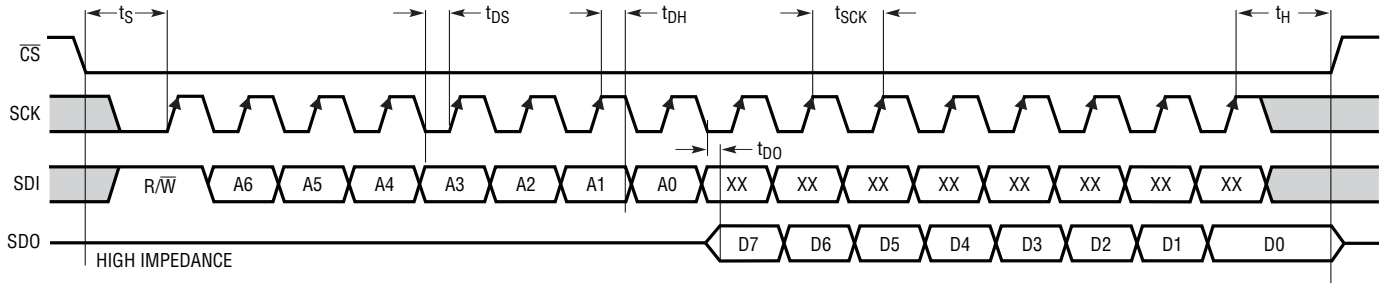 tS tDS tDH tSCK tH
CS
SCK
tDO
SDI R/W A6 A5 A4 A3 A2 A1 A0 XX XX XX XX XX XX XX XX
SDO D7 D6 D5 D4 D3 D2 D1 D0
HIGH IMPEDANCE